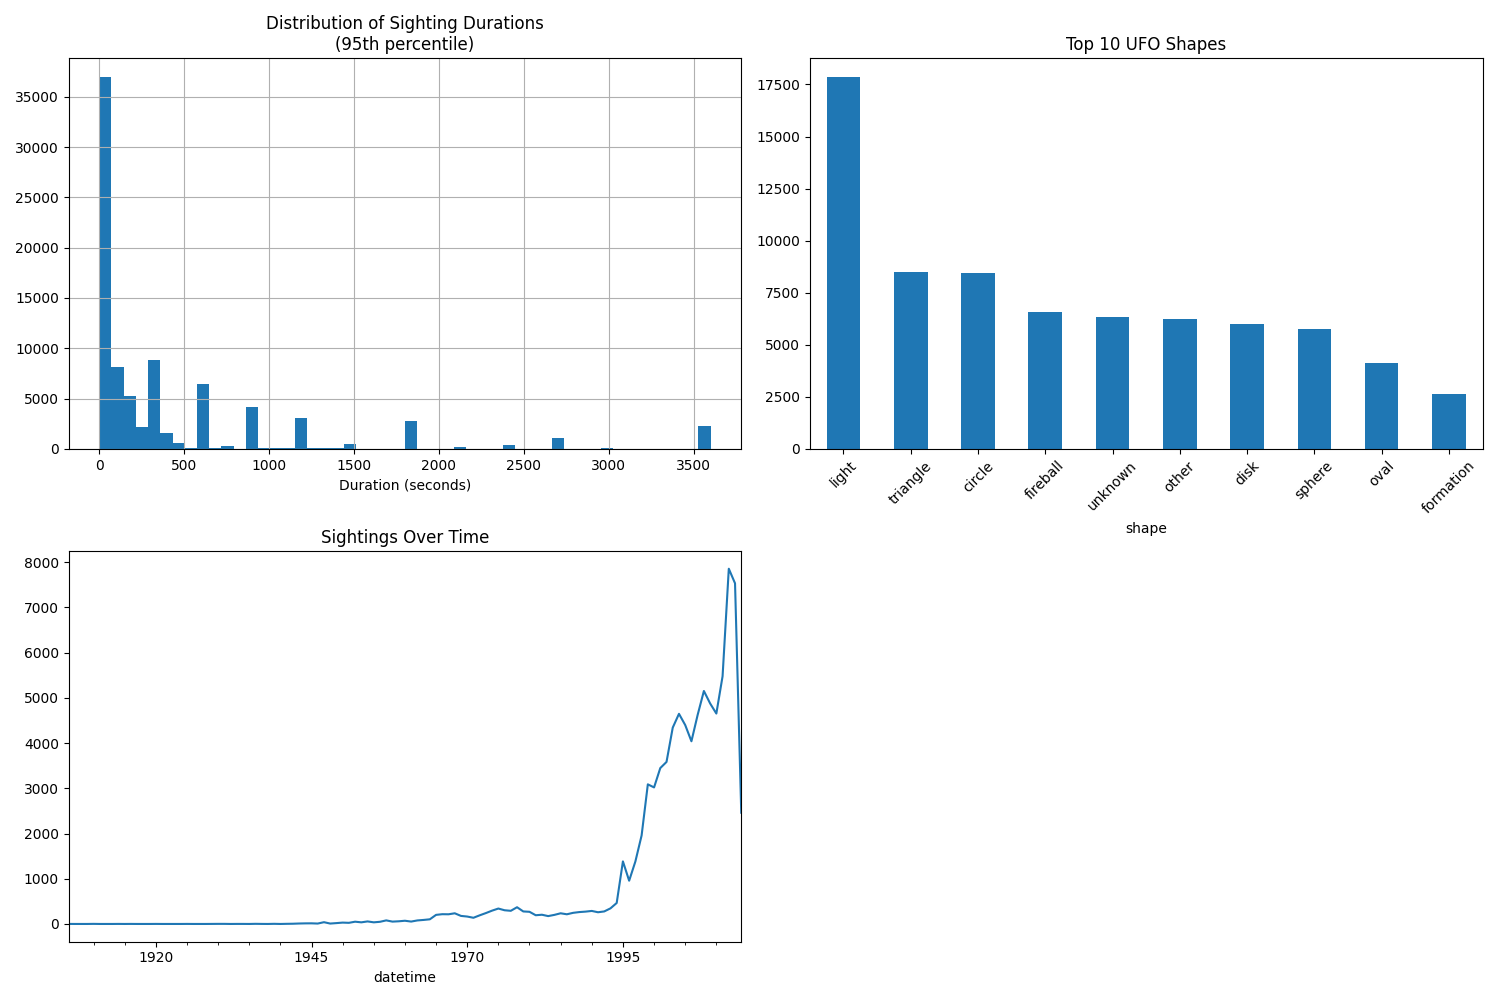 Distribution of Sighting Durations
(95th percentile)
35000
30000
25000
20000
15000
10000
5000
0
0 500 1000 1500 2000 2500 3000 3500
Duration (seconds)
Top 10 UFO Shapes
17500
15000
12500
10000
7500
5000
2500
0
light triangle circle fireball unknown other disk sphere oval formation
shape
Sightings Over Time
8000
7000
6000
5000
4000
3000
2000
1000
0
1920 1945 1970 1995
datetime